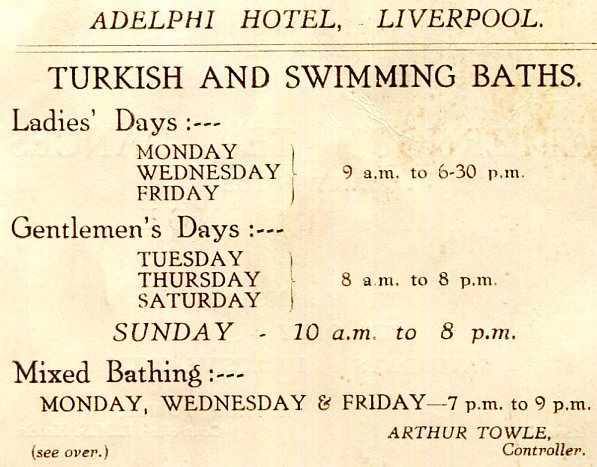 ADELPHI HOTEL, LIVERPOOL.
TURKISH AND SWIMMING BATHS.
Ladies' Days :---
MONDAY
WEDNESDAY 9 a.m. to 6-30 p.m.
FRIDAY
Gentlemen's Days :---
TUESDAY
THURSDAY 8 a.m. to 8 p.m.
SATURDAY
SUNDAY - 10 a.m. to 8 p.m.
Mixed Bathing :---
MONDAY, WEDNESDAY & FRIDAY—7 p.m. to 9 p.m.
ARTHUR TOWLE,
(see over.) Controller.